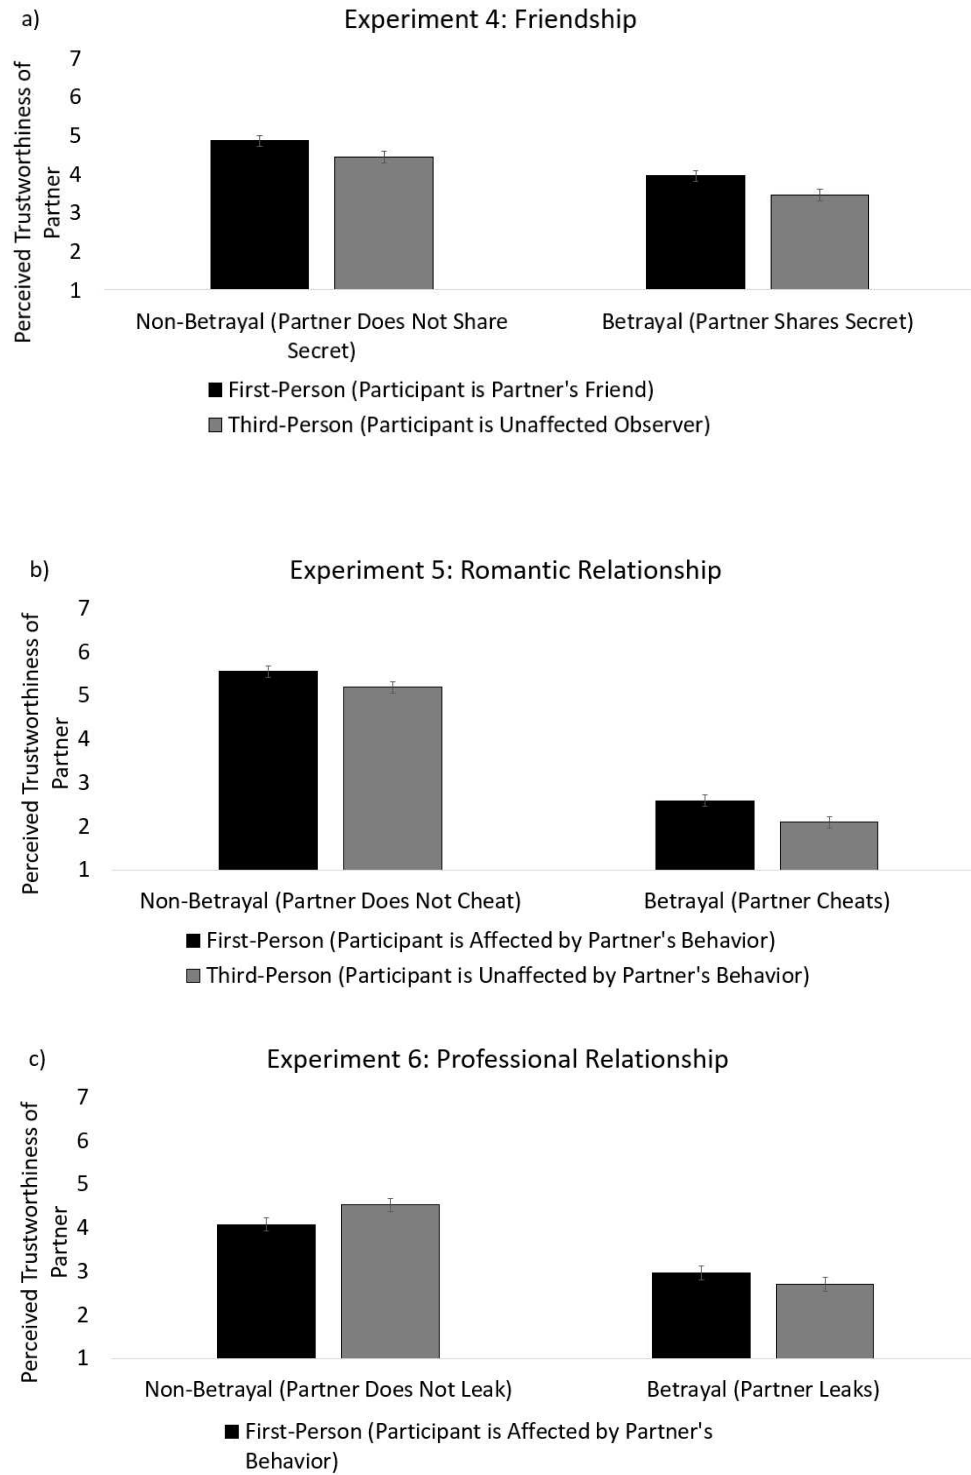 a)
Experiment 4: Friendship
Perceived Trustworthiness of
Partner
7
6
5
4
3
2
1
Non-Betrayal (Partner Does Not Share
Secret)
Betrayal (Partner Shares Secret)
First-Person (Participant is Partner's Friend)
Third-Person (Participant is Unaffected Observer)
b)
Experiment 5: Romantic Relationship
Perceived Trustworthiness of
Partner
7
6
5
4
3
2
1
Non-Betrayal (Partner Does Not Cheat)
Betrayal (Partner Cheats)
First-Person (Participant is Affected by Partner's Behavior)
Third-Person (Participant is Unaffected by Partner's Behavior)
c)
Experiment 6: Professional Relationship
Perceived Trustworthiness of
Partner
7
6
5
4
3
2
1
Non-Betrayal (Partner Does Not Leak)
Betrayal (Partner Leaks)
First-Person (Participant is Affected by Partner's
Behavior)